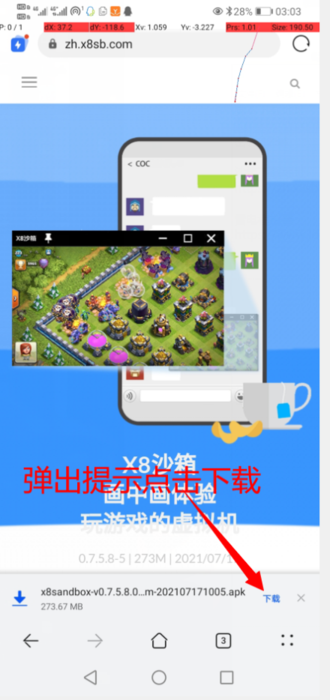 P: 0 / 1 dX: 37.2 dY: -118.6 Xv: 1.059 Yv: -3.227 Prs: 1.01 Size: 190.50
28% 03:03
zh.x8sb.com
< COC
X8沙箱
X8沙箱
弹出提示点击下载
画中画体验
玩游戏的虚拟机
0.7.5.8-5 | 273M | 2021/07/1
x8sandbox-v0.7.5.8.0...m-202107171005.apk
273.67 MB
下载
3